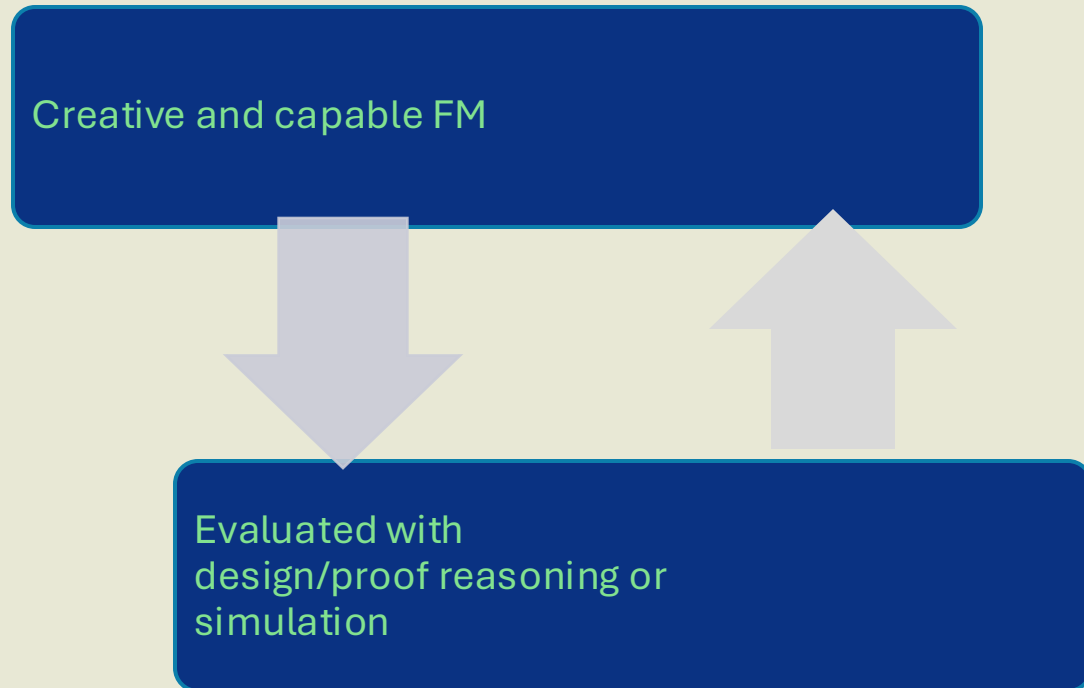 Creative and capable FM
Evaluated with
design/proof reasoning or
simulation